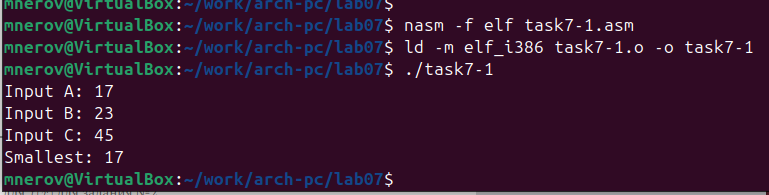 mnerov@VirtualBox:~/work/arch-pc/lab07$
mnerov@VirtualBox:~/work/arch-pc/lab07$ nasm -f elf task7-1.asm
mnerov@VirtualBox:~/work/arch-pc/lab07$ ld -m elf_i386 task7-1.o -o task7-1
mnerov@VirtualBox:~/work/arch-pc/lab07$ ./task7-1
Input A: 17
Input B: 23
Input C: 45
Smallest: 17
mnerov@VirtualBox:~/work/arch-pc/lab07$